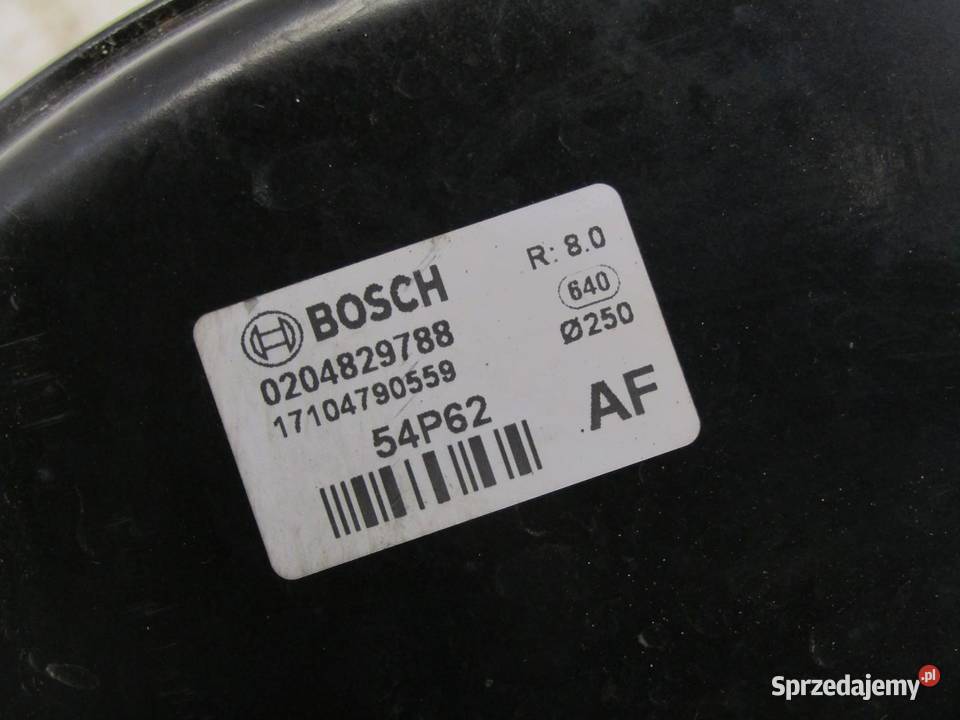 BOSCH
0204829788
17104790559
54P62
R: 8.0
640
Ø250
AF
Sprzedajemy.pl